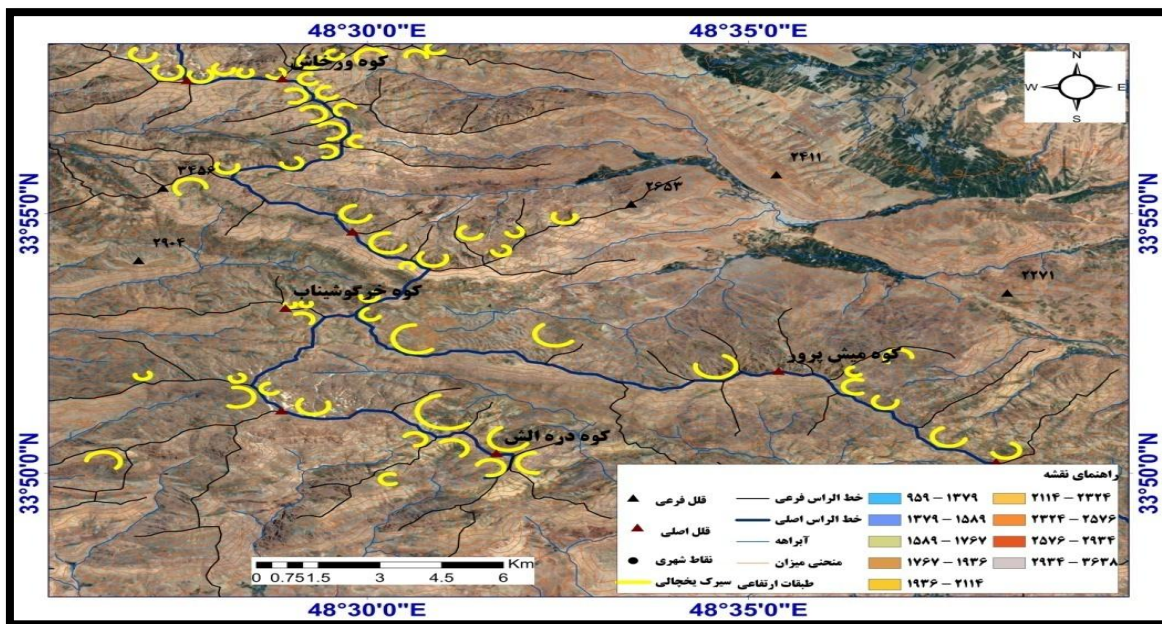 48°30'0"E
48°35'0"E
کوه ورخاش
N
W
E
S
۲۴۱۱
۳۴۵۶
۲۶۵۳
33°55'0"N
33°55'0"N
۲۹۰۴
۲۲۷۱
کوه خرگوشیناب
کوه میش پرور
کوه دره الش
33°50'0"N
33°50'0"N
راهنمای نقشه
قلل فرعی
خط الراس فرعی
۹۵۹ – ۱۳۷۹
۲۱۱۴ – ۲۳۲۴
قلل اصلی
خط الراس اصلی
۱۳۷۹ – ۱۵۸۹
۲۳۲۴ – ۲۵۷۶
نقاط شهری
آبراهه
۱۵۸۹ – ۱۷۶۷
۲۵۷۶ – ۲۹۳۴
سیرک یخچالی
منحنی میزان
۱۷۶۷ – ۱۹۳۶
۲۹۳۴ – ۳۶۳۸
طبقات ارتفاعی
۱۹۳۶ – ۲۱۱۴
Km
0 0.75 1.5 3 4.5 6
48°30'0"E
48°35'0"E